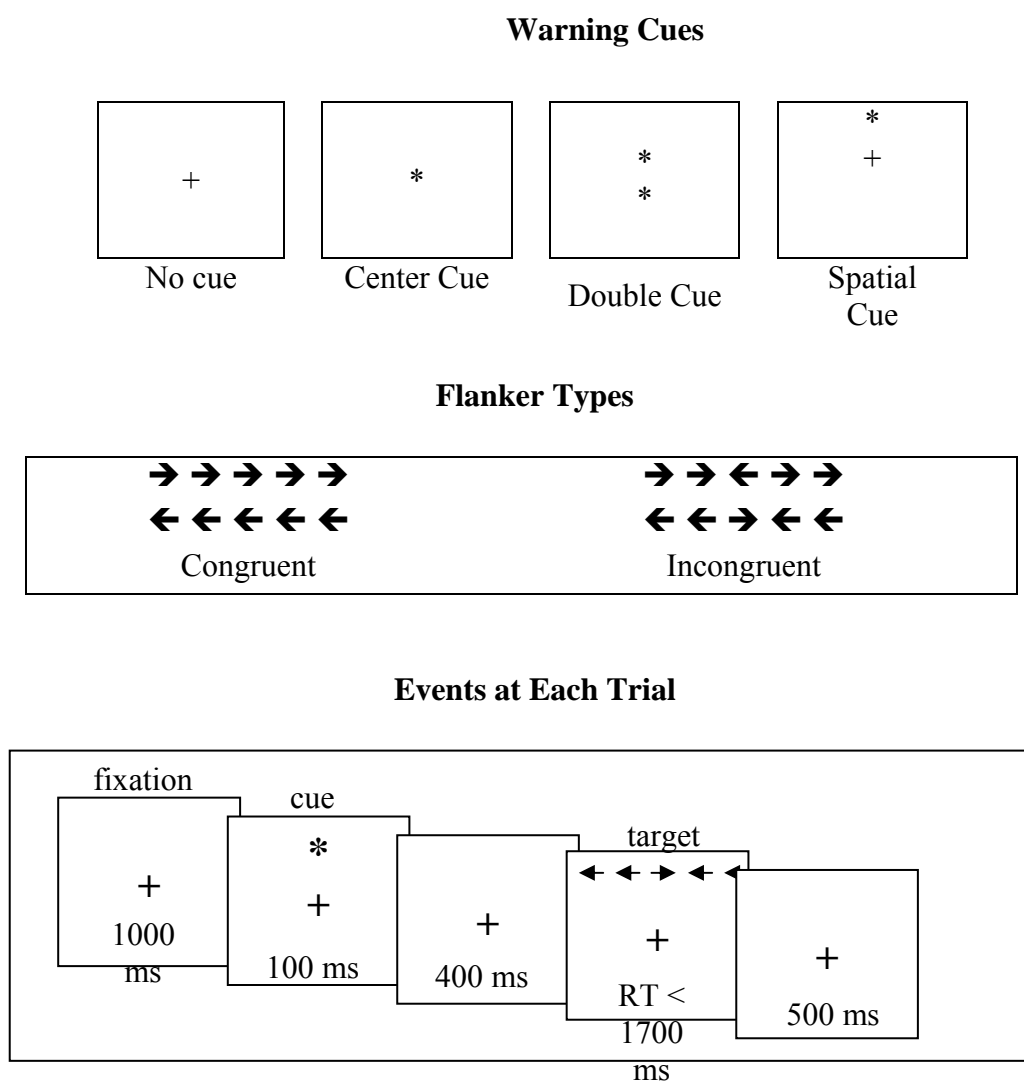 Warning Cues
+ * * * * +
No cue Center Cue Double Cue Spatial Cue
Flanker Types
→ → → → → → → ← → →
← ← ← ← ← ← ← → ← ←
Congruent Incongruent
Events at Each Trial
fixation
+
1000
ms
cue
*
+
100 ms
+
400 ms
target
← ← → ← ←
+
RT <
1700
ms
+
500 ms